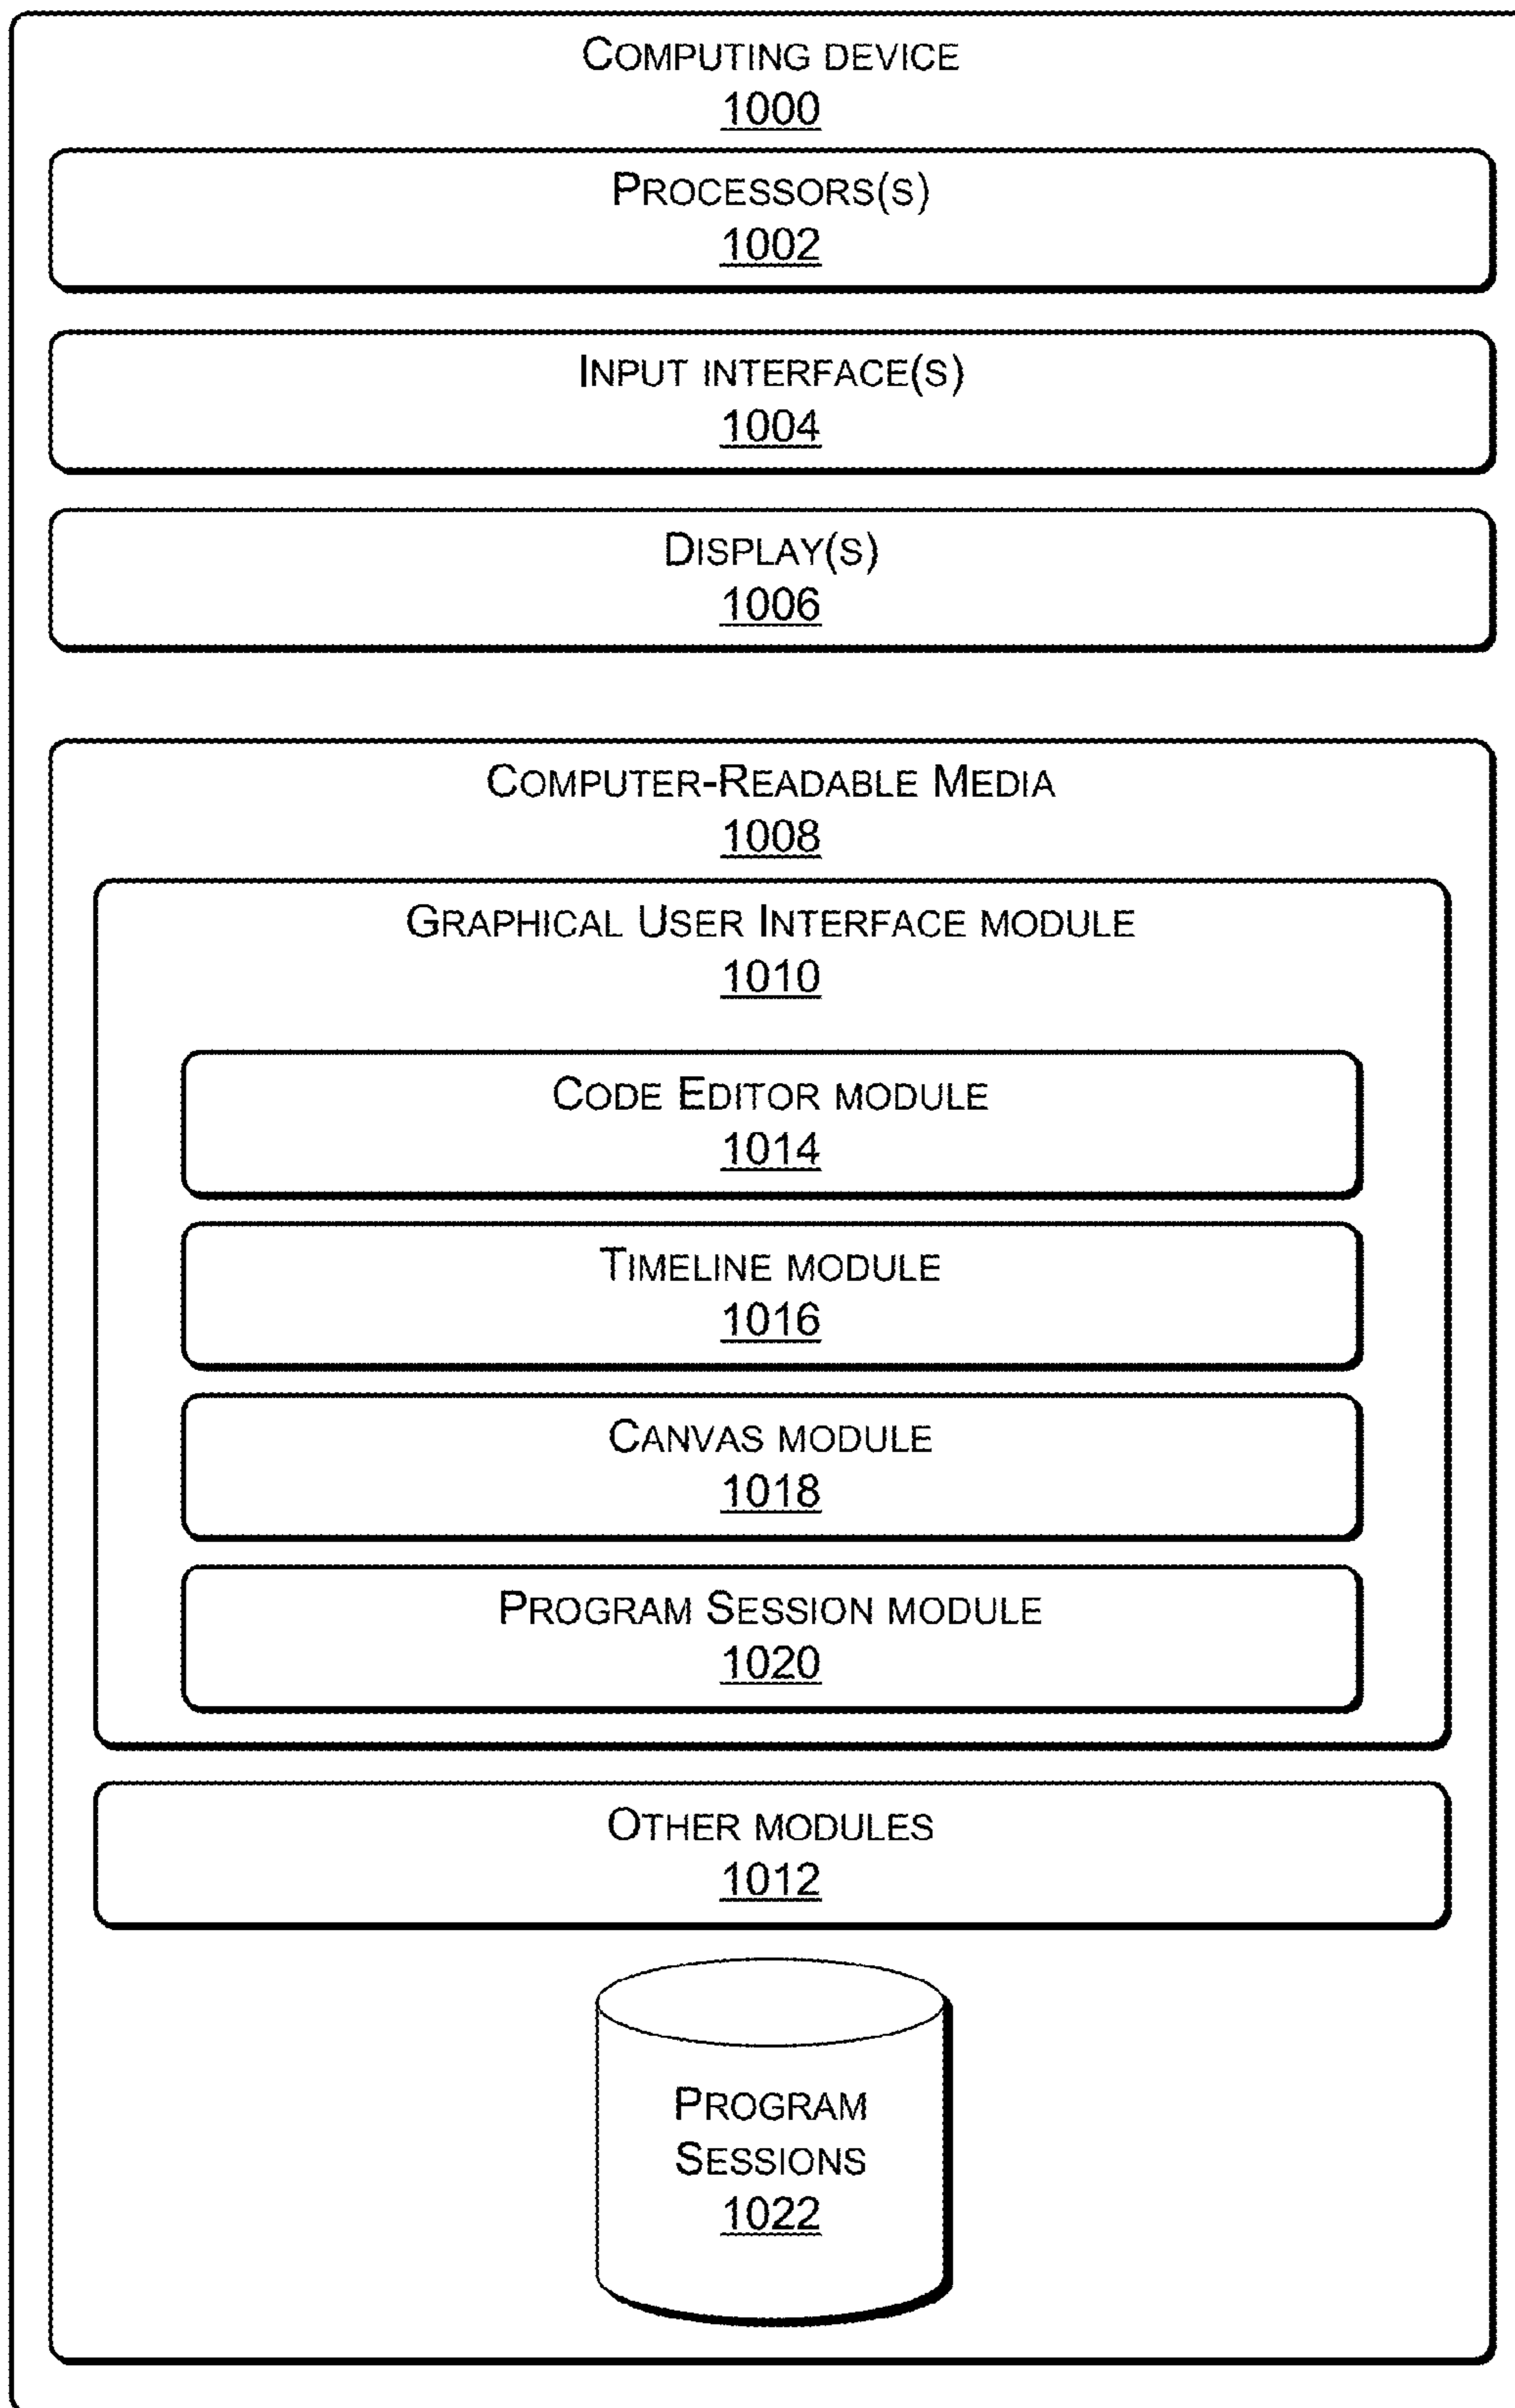 COMPUTING DEVICE
1000
PROCESSORS(S)
1002
INPUT INTERFACE(S)
1004
DISPLAY(S)
1006
COMPUTER-READABLE MEDIA
1008
GRAPHICAL USER INTERFACE MODULE
1010
CODE EDITOR MODULE
1014
TIMELINE MODULE
1016
CANVAS MODULE
1018
PROGRAM SESSION MODULE
1020
OTHER MODULES
1012
PROGRAM
SESSIONS
1022